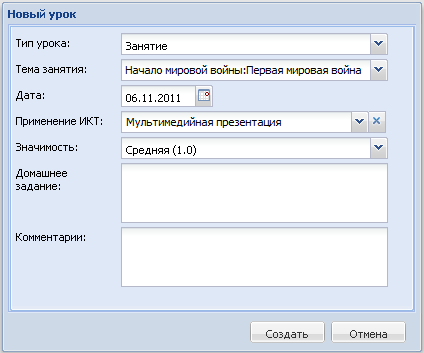 Новый урок
Тип урока: Занятие
Тема занятия: Начало мировой войны:Первая мировая война
Дата: 06.11.2011
Применение ИКТ: Мультимедийная презентация
Значимость: Средняя (1.0)
Домашнее
задание:
Комментарии:
Создать Отмена